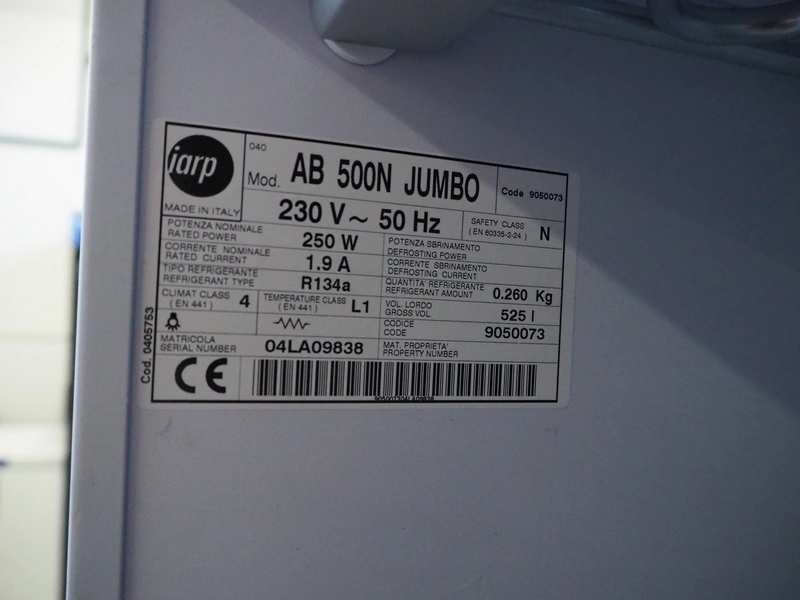 iarp
MADE IN ITALY
040
Mod. AB 500N JUMBO
Code 9050073
230 V ~ 50 Hz
SAFETY CLASS
( EN 60335-2-24 ) N
POTENZA NOMINALE
RATED POWER 250 W
POTENZA SBRINAMENTO
DEFROSTING POWER
CORRENTE NOMINALE
RATED CURRENT 1.9 A
CORRENTE SBRINAMENTO
DEFROSTING CURRENT
TIPO REFRIGERANTE
REFRIGERANT TYPE R134a
QUANTITA' REFRIGERANTE
REFRIGERANT AMOUNT 0.260 Kg
CLIMAT CLASS
( EN 441 ) 4
TEMPERATURE CLASS
( EN 441 ) L1
VOL. LORDO
GROSS VOL. 525 l
CODICE
CODE 9050073
MATRICOLA
SERIAL NUMBER 04LA09838
MAT. PROPRIETA'
PROPERTY NUMBER
CE
905007304LA09838
Cod. 0405753